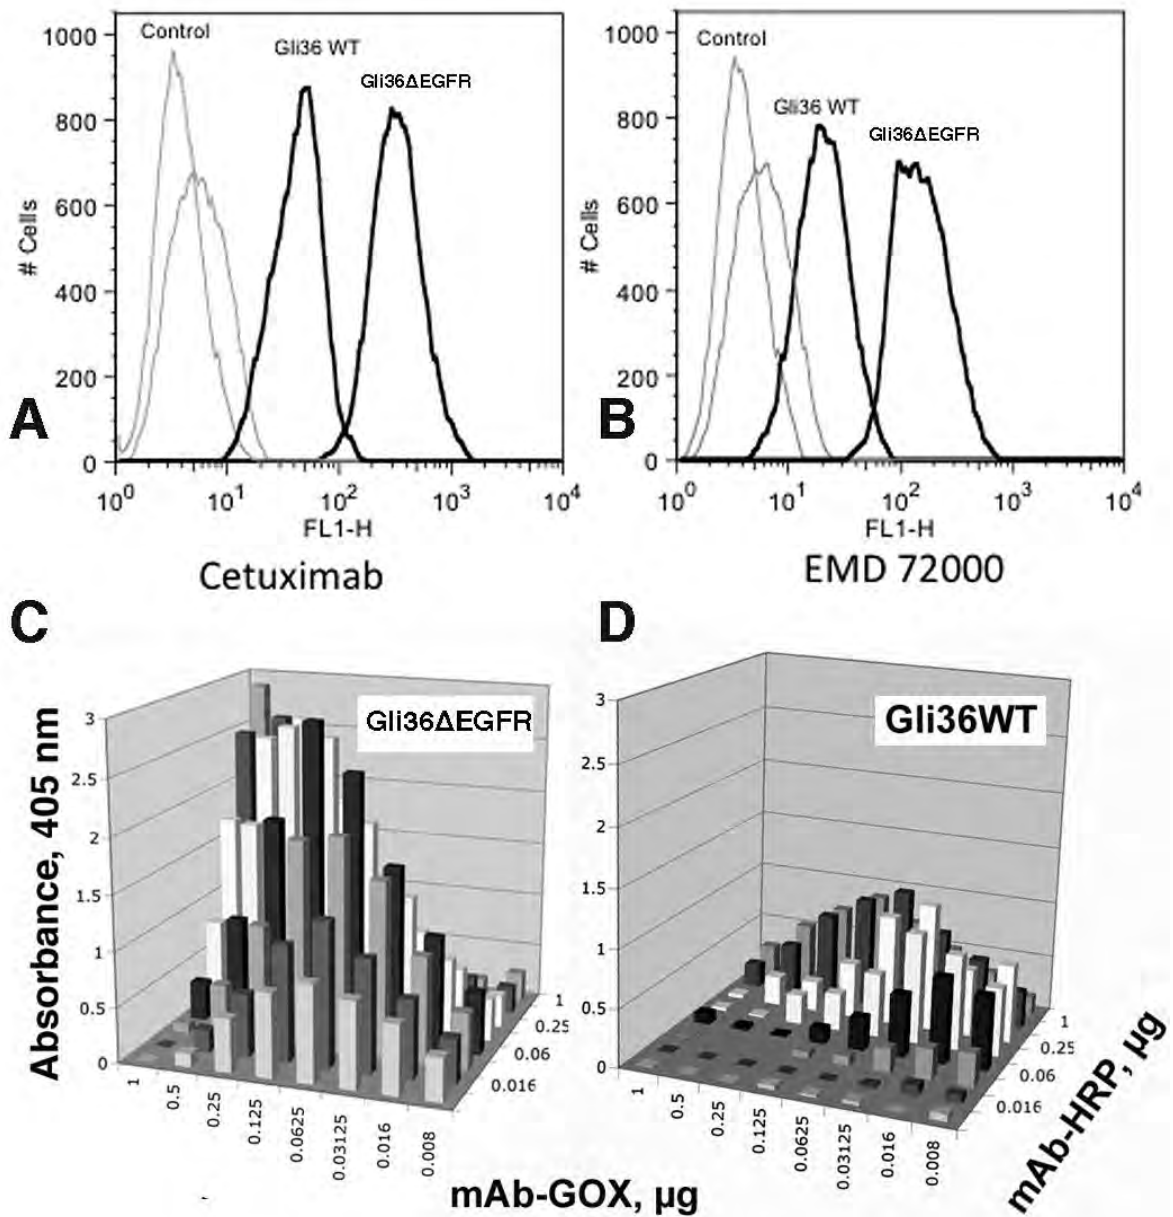 1000
800
600
400
200
0
# Cells
Control
Gli36 WT
Gli36ΔEGFR
A
10⁰ 10¹ 10² 10³ 10⁴
FL1-H
Cetuximab
1000
800
600
400
200
0
# Cells
Control
Gli36 WT
Gli36ΔEGFR
B
10⁰ 10¹ 10² 10³ 10⁴
FL1-H
EMD 72000
C
Gli36ΔEGFR
Absorbance, 405 nm
3
2.5
2
1.5
1
0.5
0
1 0.5 0.25 0.125 0.0625 0.03125 0.016 0.008
1
0.25
0.06
0.016
D
Gli36WT
3
2.5
2
1.5
1
0.5
0
1 0.5 0.25 0.125 0.0625 0.03125 0.016 0.008
1
0.25
0.06
0.016
mAb-HRP, µg
mAb-GOX, µg